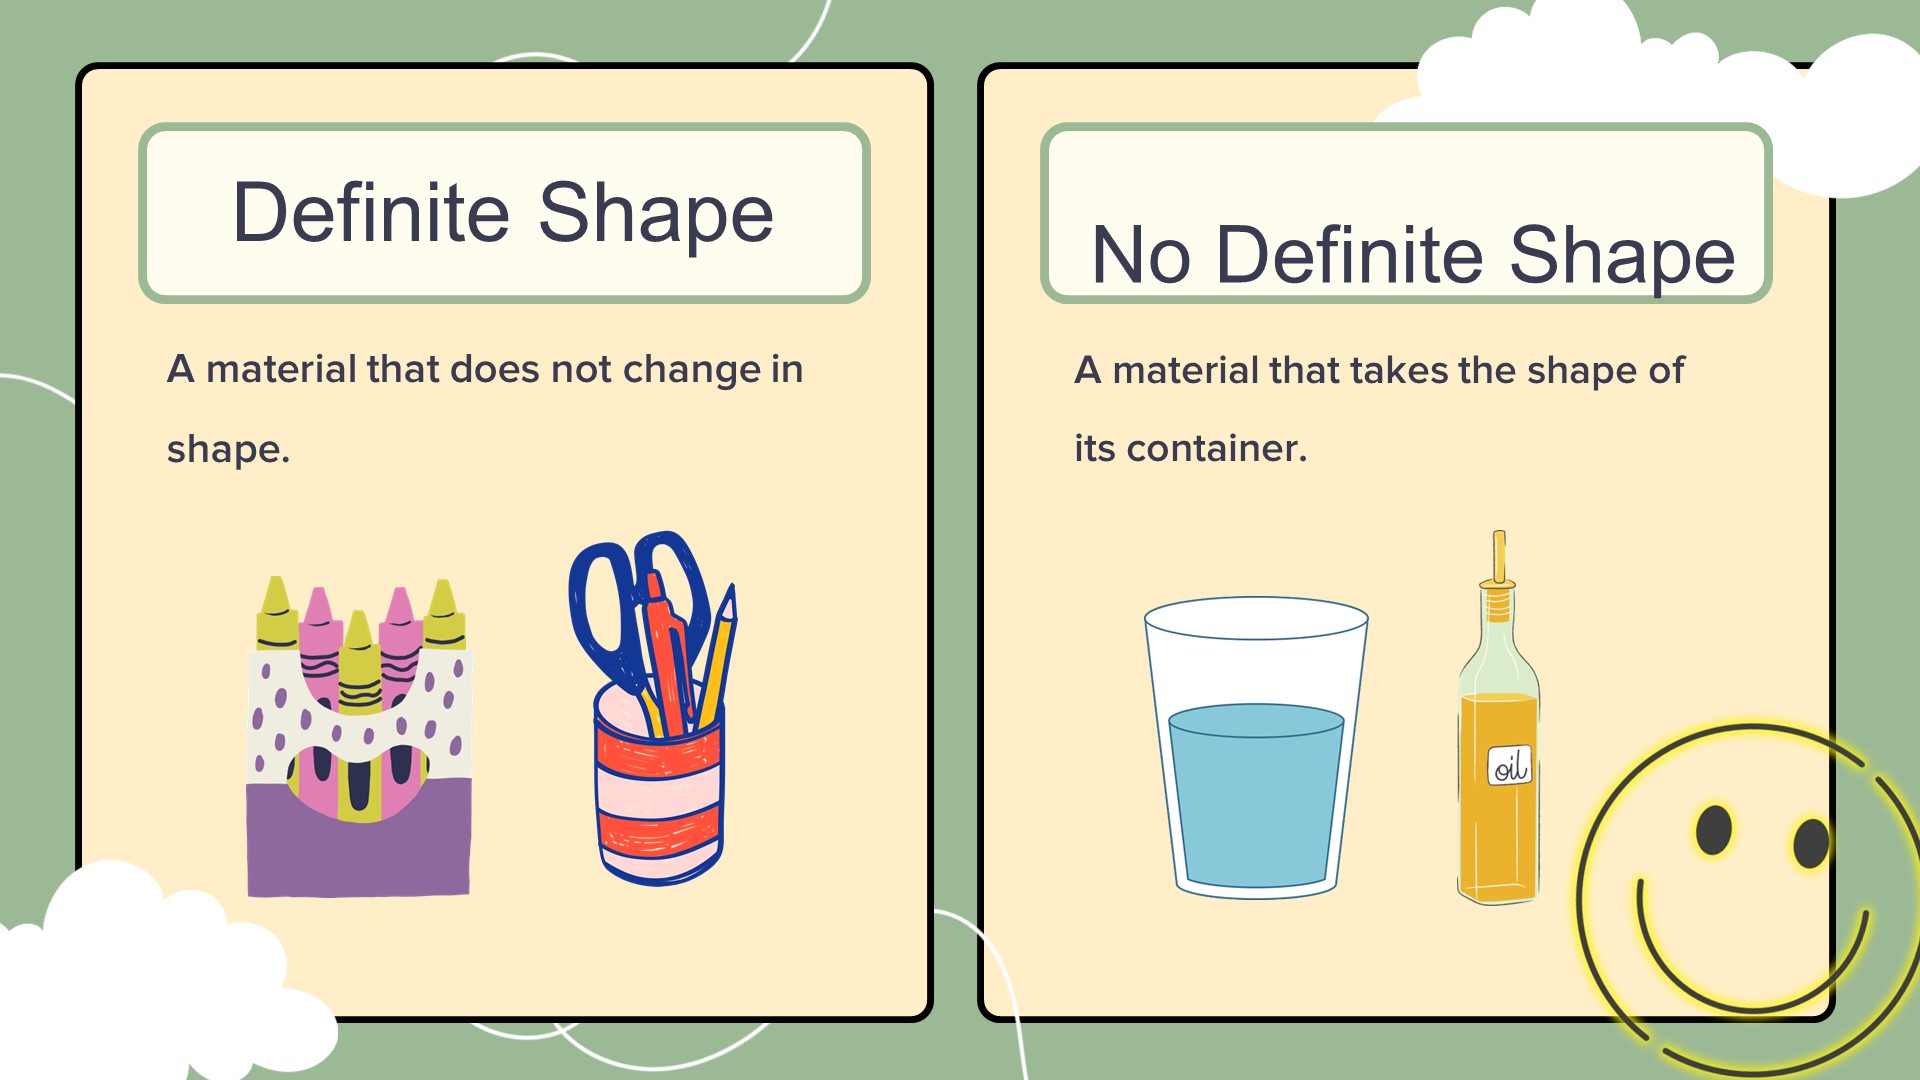 Definite Shape
A material that does not change in
shape.
No Definite Shape
A material that takes the shape of
its container.
oil